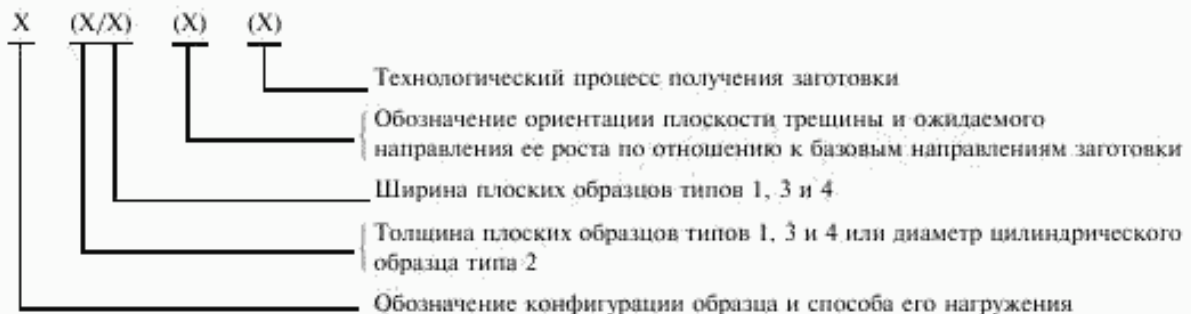 X (X/X) (X) (X)
Технологический процесс получения заготовки
Обозначение ориентации плоскости трещины и ожидаемого
направления ее роста по отношению к базовым направлениям заготовки
Ширина плоских образцов типов 1, 3 и 4
Толщина плоских образцов типов 1, 3 и 4 или диаметр цилиндрического
образца типа 2
Обозначение конфигурации образца и способа его нагружения